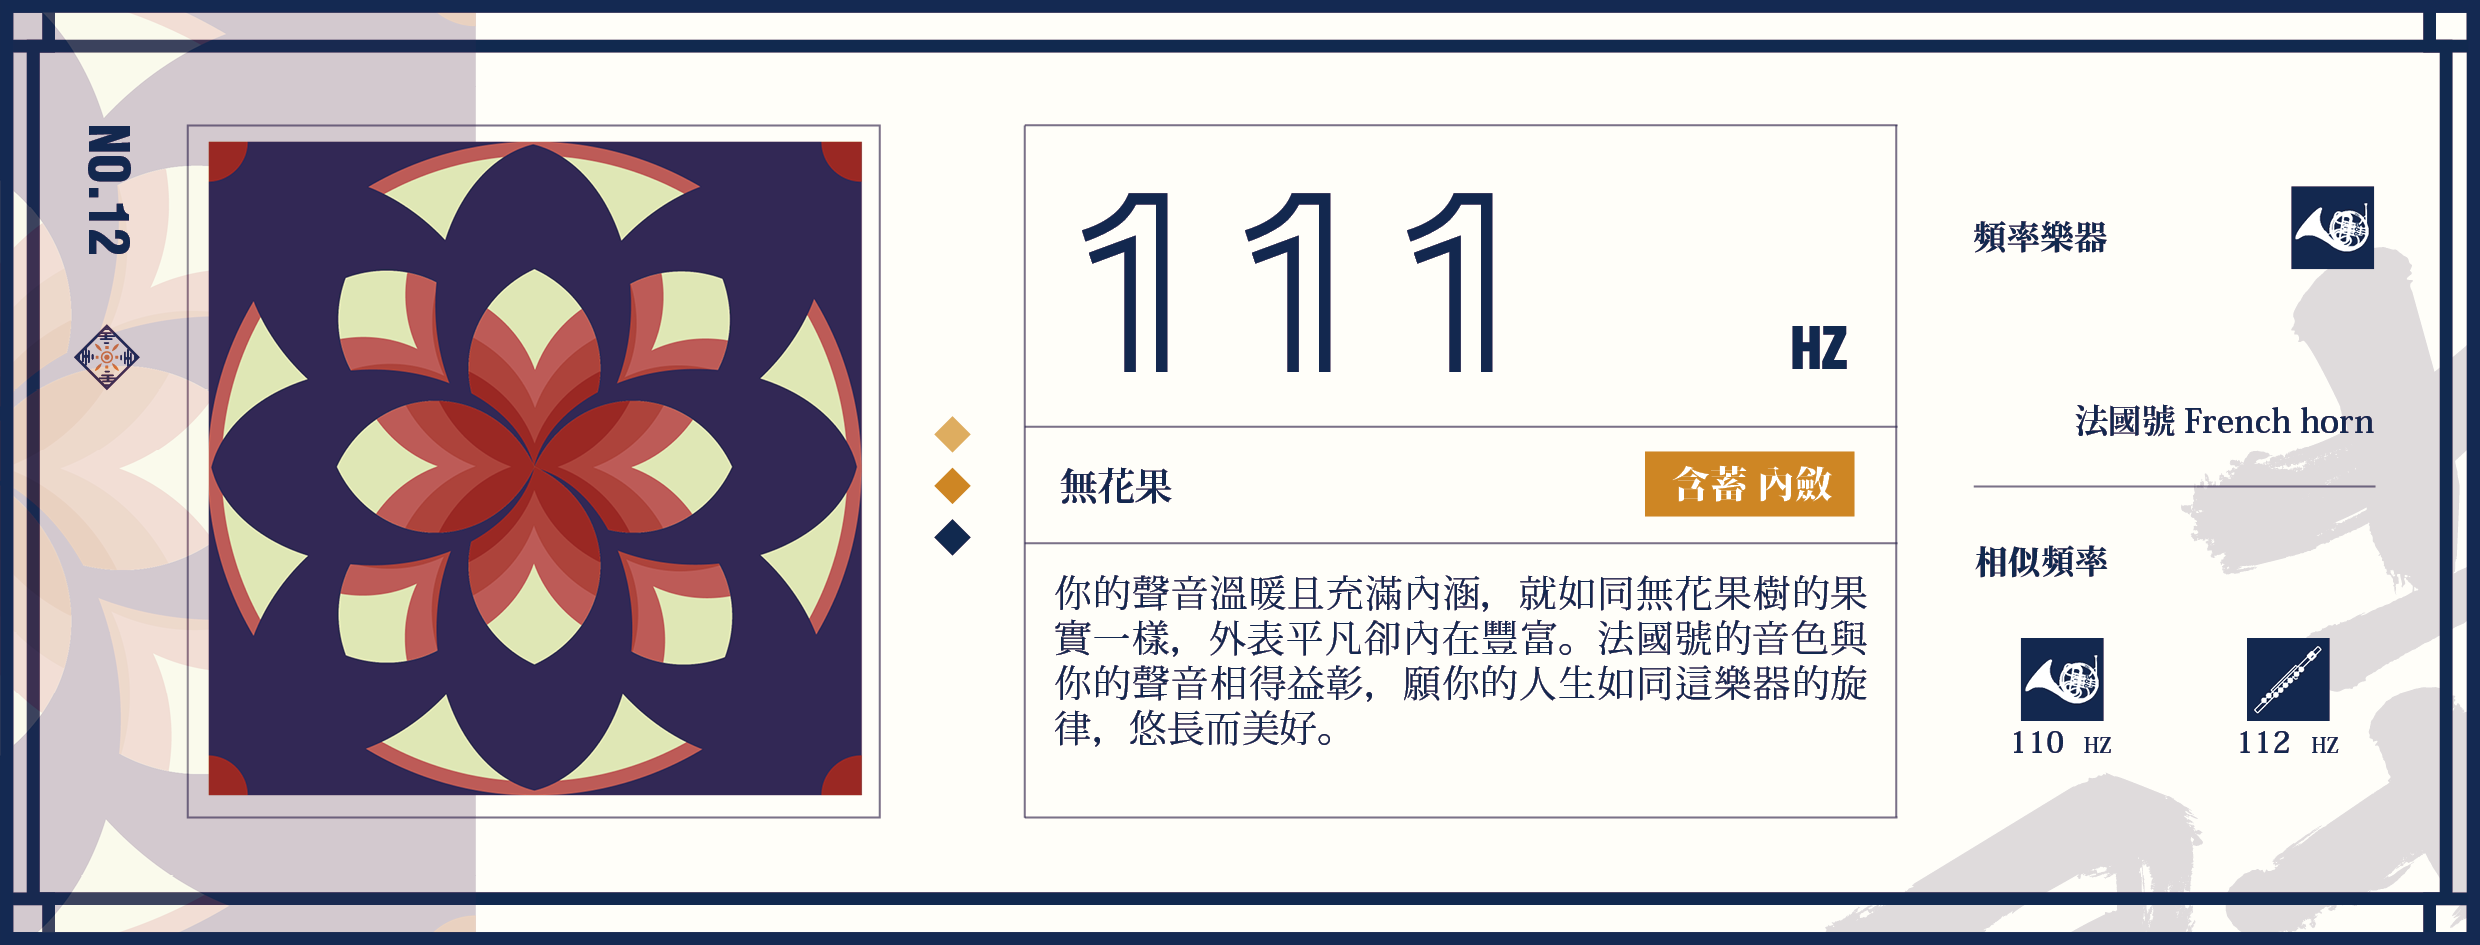 NO.12
111
HZ
無花果
含蓄 內斂
你的聲音溫暖且充滿內涵，就如同無花果樹的果
實一樣，外表平凡卻內在豐富。法國號的音色與
你的聲音相得益彰，願你的人生如同這樂器的旋
律，悠長而美好。
頻率樂器
法國號 French horn
相似頻率
110 HZ
112 HZ